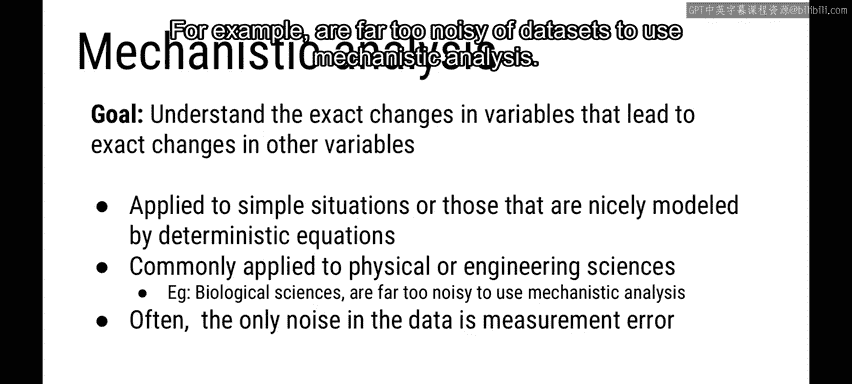 GPT中英字幕课程资源@bilibili.com
For example, are far too noisy of datasets to use
mechanistic analysis.
Mechanistic analysis
Goal: Understand the exact changes in variables that lead to
exact changes in other variables
● Applied to simple situations or those that are nicely modeled
by deterministic equations
● Commonly applied to physical or engineering sciences
● Eg: Biological sciences, are far too noisy to use mechanistic analysis
● Often, the only noise in the data is measurement error